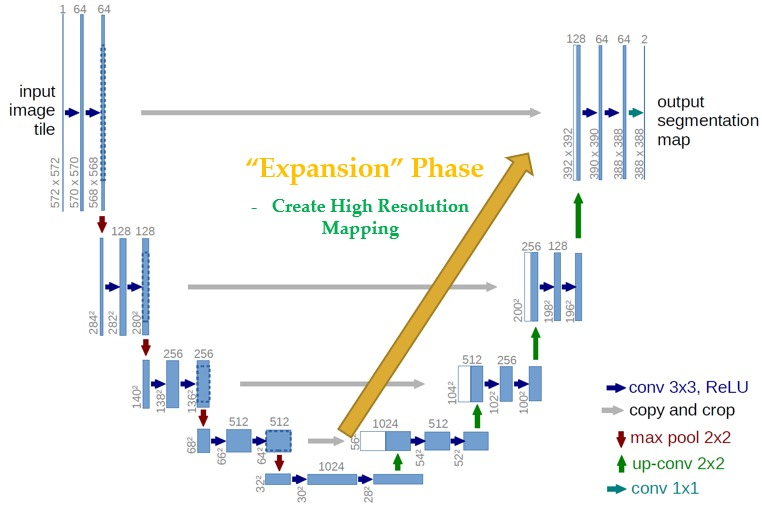 1 64 64
128 64 64 2
input
image
tile
output
segmentation
map
572 x 572
570 x 570
568 x 568
392 x 392
390 x 390
388 x 388
388 x 388
“Expansion” Phase
- Create High Resolution
Mapping
128 128
256 128
284²
282²
280²
200²
198²
196²
256 256
512 256
140²
138²
136²
104²
102²
100²
512 512
1024 512
68²
66²
64²
56²
54²
52²
1024
32²
30²
28²
conv 3x3, ReLU
copy and crop
max pool 2x2
up-conv 2x2
conv 1x1